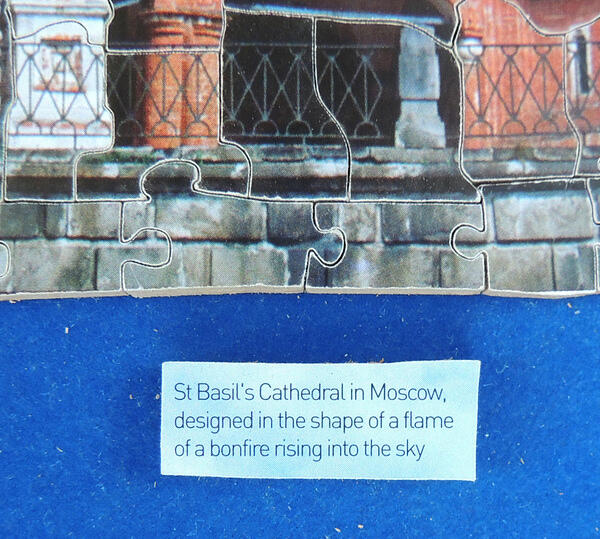 St Basil's Cathedral in Moscow,
designed in the shape of a flame
of a bonfire rising into the sky